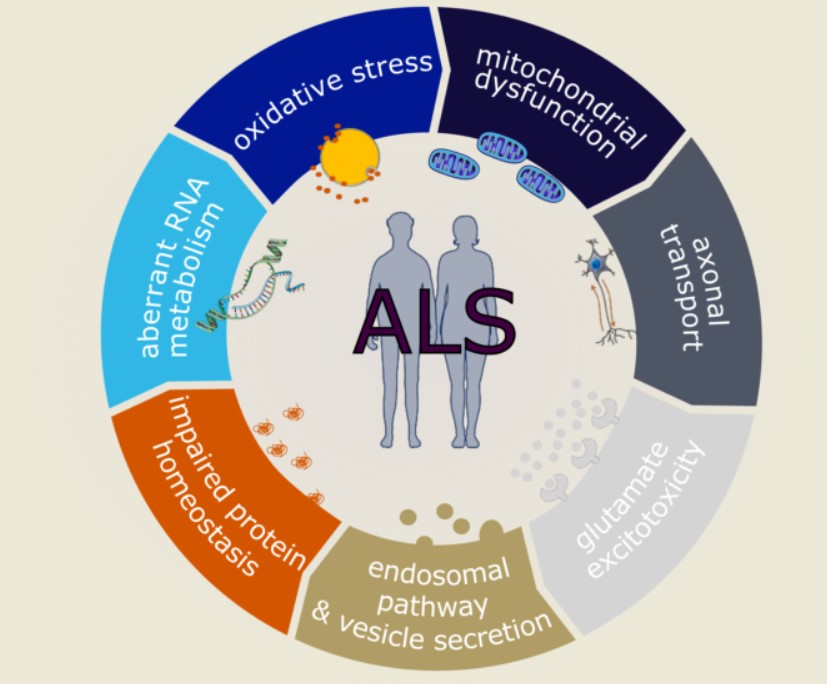 oxidative stress
mitochondrial
dysfunction
axonal
transport
glutamate
excitotoxicity
endosomal
pathway
& vesicle secretion
impaired protein
homeostasis
aberrant RNA
metabolism
ALS